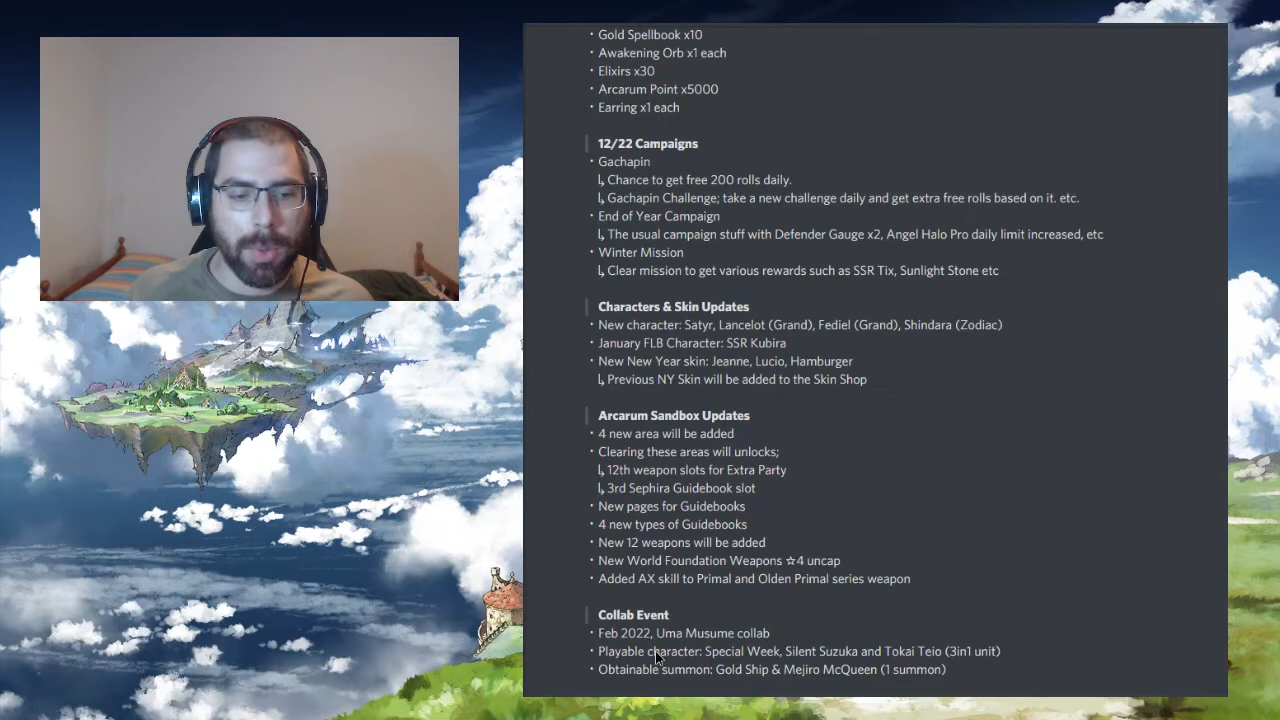 · Gold Spellbook x10
· Awakening Orb x1 each
· Elixirs x30
· Arcarum Point x5000
· Earring x1 each
12/22 Campaigns
· Gachapin
↳ Chance to get free 200 rolls daily.
↳ Gachapin Challenge; take a new challenge daily and get extra free rolls based on it. etc.
· End of Year Campaign
↳ The usual campaign stuff with Defender Gauge x2, Angel Halo Pro daily limit increased, etc
· Winter Mission
↳ Clear mission to get various rewards such as SSR Tix, Sunlight Stone etc
Characters & Skin Updates
· New character: Satyr, Lancelot (Grand), Fediel (Grand), Shindara (Zodiac)
· January FLB Character: SSR Kubira
· New New Year skin: Jeanne, Lucio, Hamburger
↳ Previous NY Skin will be added to the Skin Shop
Arcarum Sandbox Updates
· 4 new area will be added
· Clearing these areas will unlocks;
↳ 12th weapon slots for Extra Party
↳ 3rd Sephira Guidebook slot
· New pages for Guidebooks
· 4 new types of Guidebooks
· New 12 weapons will be added
· New World Foundation Weapons ☆4 uncap
· Added AX skill to Primal and Olden Primal series weapon
Collab Event
· Feb 2022, Uma Musume collab
· Playable character: Special Week, Silent Suzuka and Tokai Teio (3in1 unit)
· Obtainable summon: Gold Ship & Mejiro McQueen (1 summon)